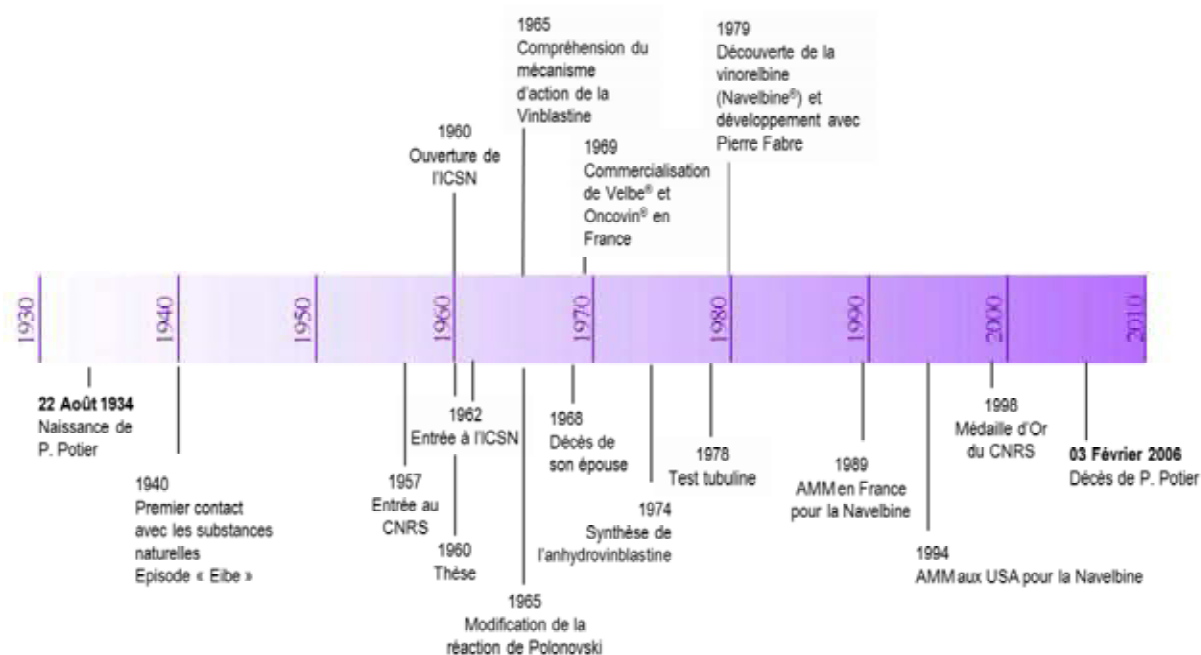 1965
Compréhension du
mécanisme
d'action de la
Vinblastine
1979
Découverte de la
vinorelbine
(Navelbine®) et
développement avec
Pierre Fabre
1960
Ouverture de
l'ICSN
1969
Commercialisation
de Velbe® et
Oncovin® en
France
1930
1940
1950
1960
1970
1980
1990
2000
2010
22 Août 1934
Naissance de
P. Potier
1940
Premier contact
avec les substances
naturelles
Episode « Eibe »
1957
Entrée au
CNRS
1962
Entrée à l'ICSN
1960
Thèse
1965
Modification de la
réaction de Polonovski
1968
Décès de
son épouse
1974
Synthèse de
l'anhydrovinblastine
1978
Test tubuline
1989
AMM en France
pour la Navelbine
1994
AMM aux USA pour la Navelbine
1998
Médaille d'Or
du CNRS
03 Février 2006
Décès de P. Potier